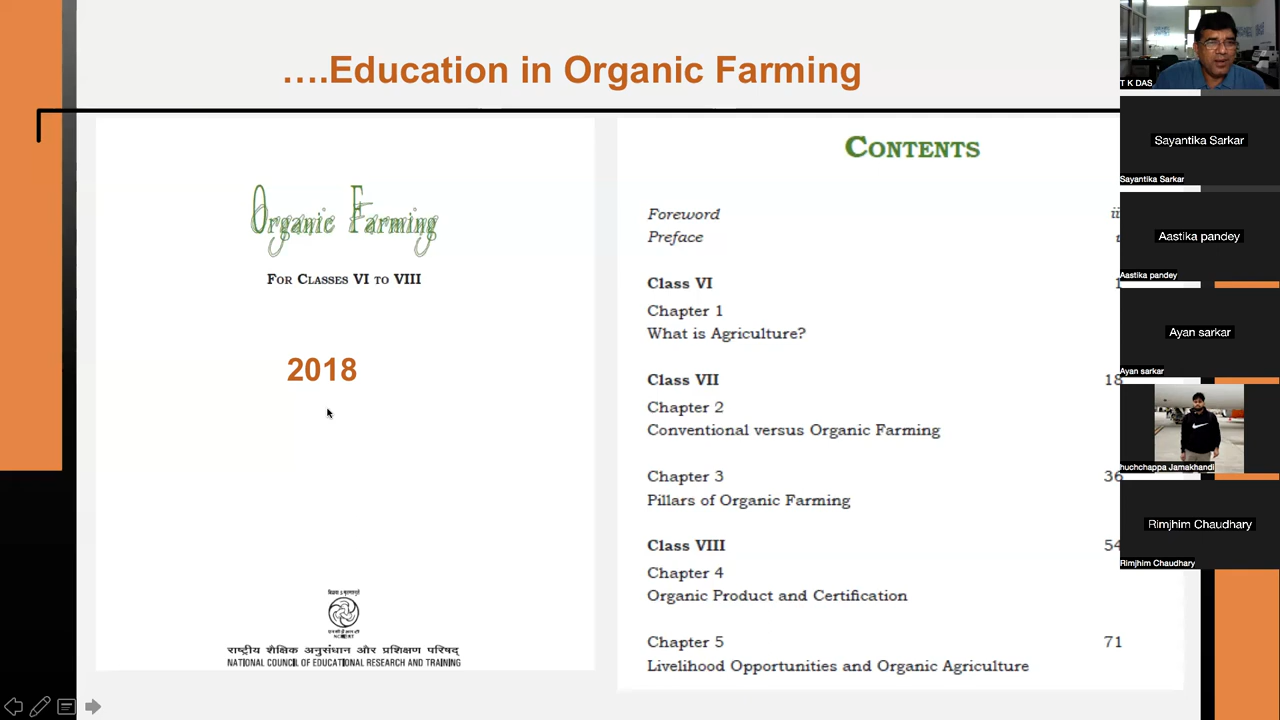 ….Education in Organic Farming
Organic Farming
FOR CLASSES VI TO VIII
2018
राष्ट्रीय शैक्षिक अनुसंधान और प्रशिक्षण परिषद्
NATIONAL COUNCIL OF EDUCATIONAL RESEARCH AND TRAINING
CONTENTS
Foreword
Preface
Class VI
Chapter 1
What is Agriculture?
Class VII 18
Chapter 2
Conventional versus Organic Farming
Chapter 3 36
Pillars of Organic Farming
Class VIII 54
Chapter 4
Organic Product and Certification
Chapter 5 71
Livelihood Opportunities and Organic Agriculture
T K DAS
Sayantika Sarkar
Sayantika Sarkar
Aastika pandey
Aastika pandey
Ayan sarkar
Ayan sarkar
huchchappa Jamakhandi
Rimjhim Chaudhary
Rimjhim Chaudhary